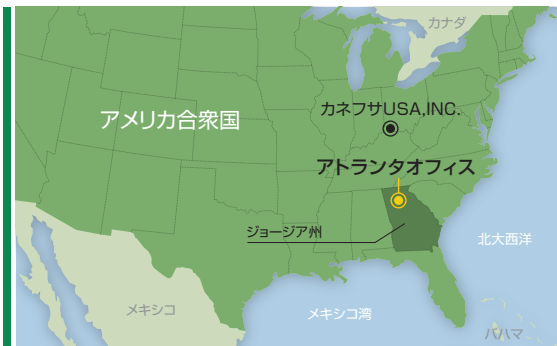 カナダ
カネフサUSA,INC.
アメリカ合衆国
アトランタオフィス
ジョージア州
北大西洋
メキシコ
メキシコ湾
バハマ